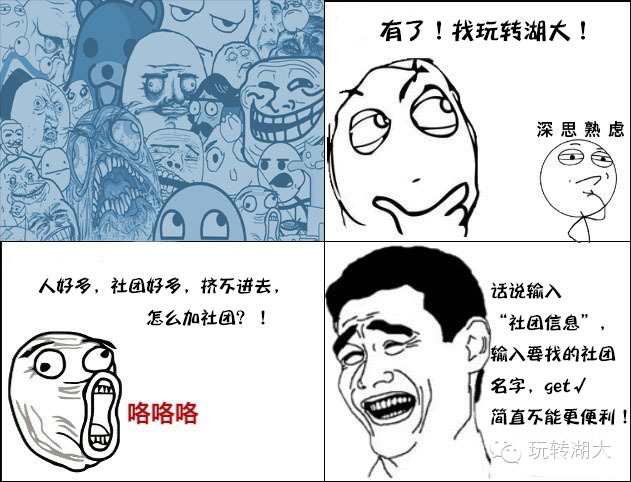 有了！找玩转湖大！
深思熟虑
人好多，社团好多，挤不进去，
怎么加社团？！
咯咯咯
话说输入
“社团信息”，
输入要找的社团
名字，get√
简直不能更便利！
玩转湖大